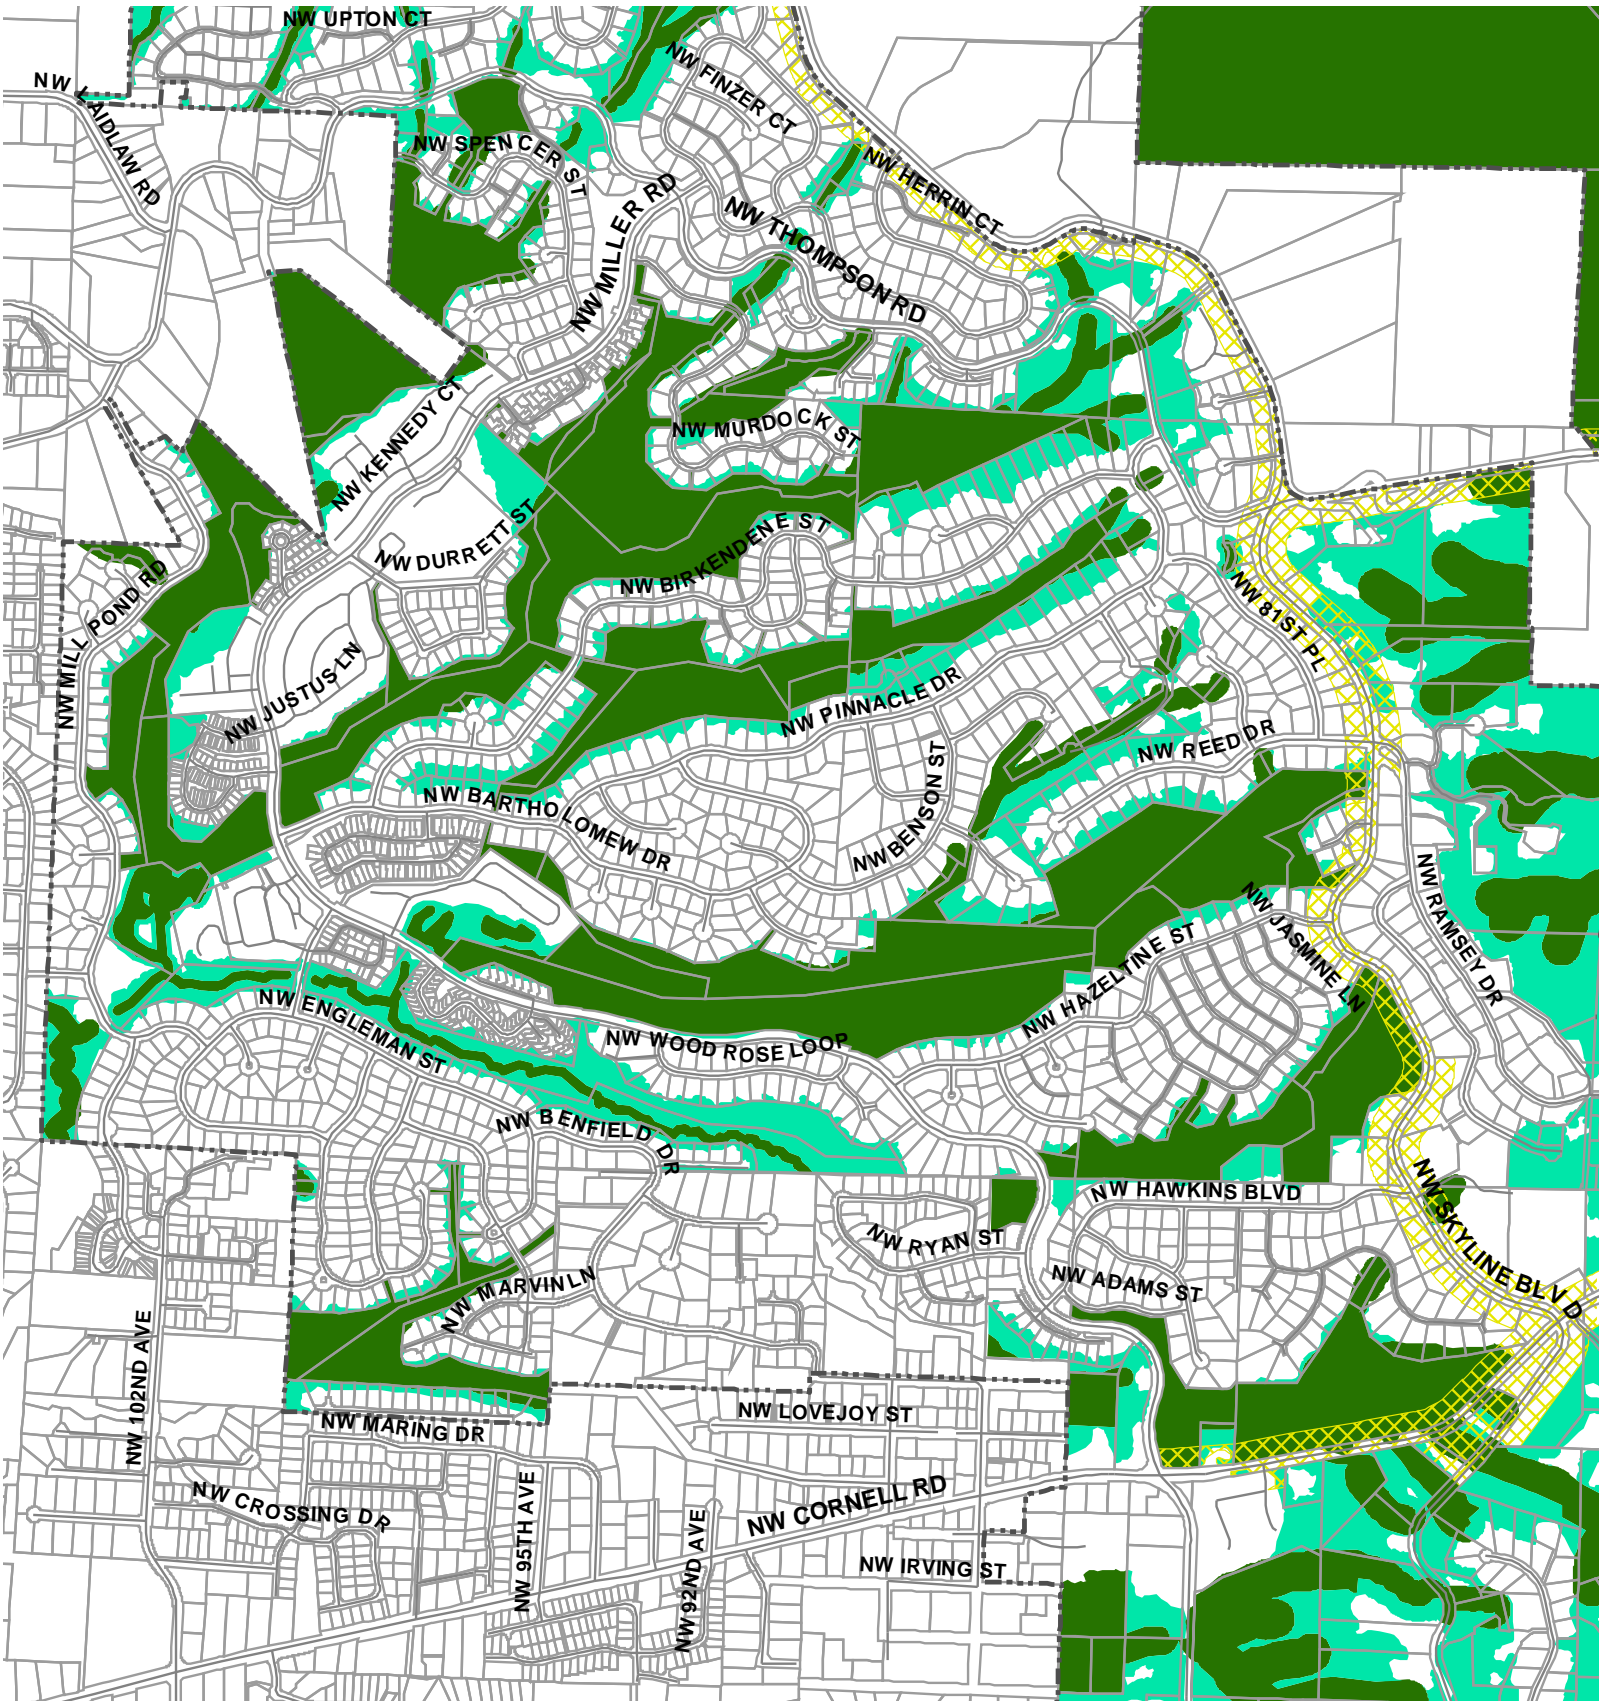 NW UPTON CT
NW LAIDLAW RD
NW FINZER CT
NW SPENCER ST
NW HERRIN CT
NW MILLER RD
NW THOMPSON RD
NW KENNEDY CT
NW MURDOCK ST
NW DURRETT ST
NW BIRKENDENE ST
NW MILL POND RD
NW 81ST PL
NW JUSTUS LN
NW PINNACLE DR
NW REED DR
NW BARTHOLOMEW DR
NW BENSON ST
NW RAMSEY DR
NW JASMINE LN
NW HAZELTINE ST
NW ENGLEMAN ST
NW WOOD ROSE LOOP
NW BENFIELD DR
NW HAWKINS BLVD
NW SKYLINE BLVD
NW RYAN ST
NW ADAMS ST
NW MARVIN LN
NW 102ND AVE
NW LOVEJOY ST
NW MARING DR
NW CROSSING DR
NW 95TH AVE
NW CORNELL RD
NW 92ND AVE
NW IRVING ST